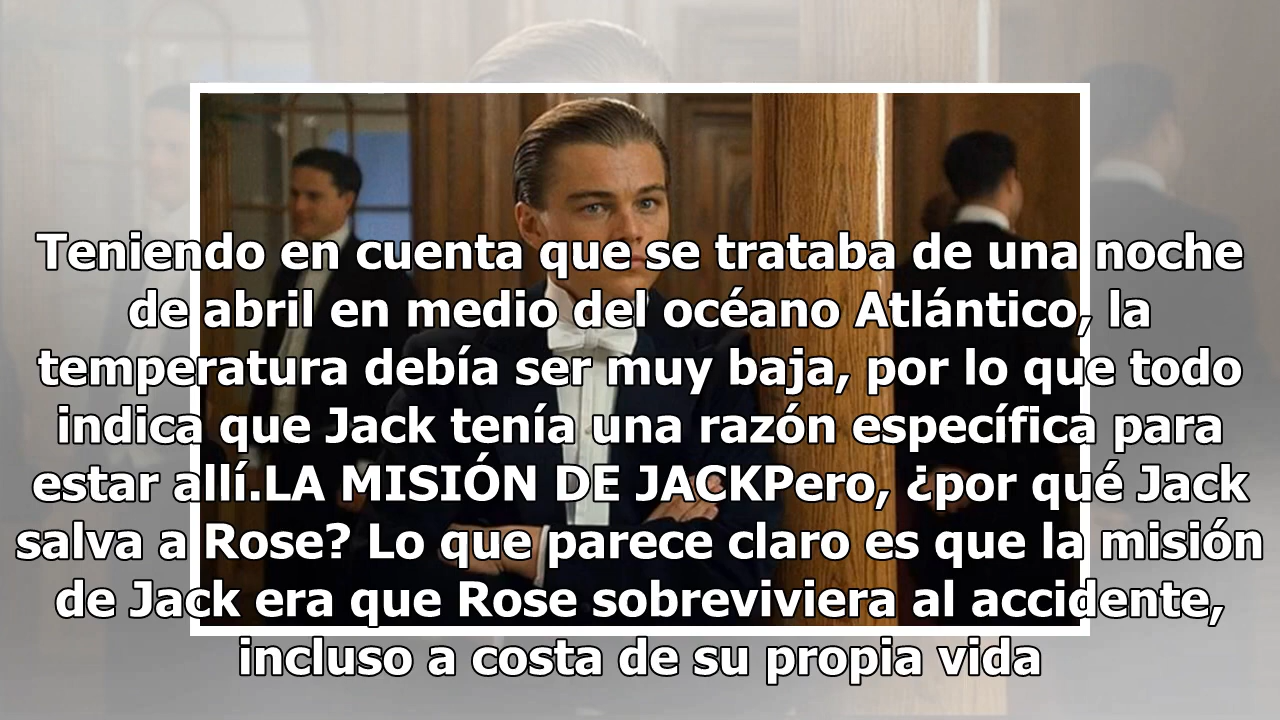 Teniendo en cuenta que se trataba de una noche
de abril en medio del océano Atlántico, la
temperatura debía ser muy baja, por lo que todo
indica que Jack tenía una razón específica para
estar allí.LA MISIÓN DE JACKPero, ¿por qué Jack
salva a Rose? Lo que parece claro es que la misión
de Jack era que Rose sobreviviera al accidente,
incluso a costa de su propia vida